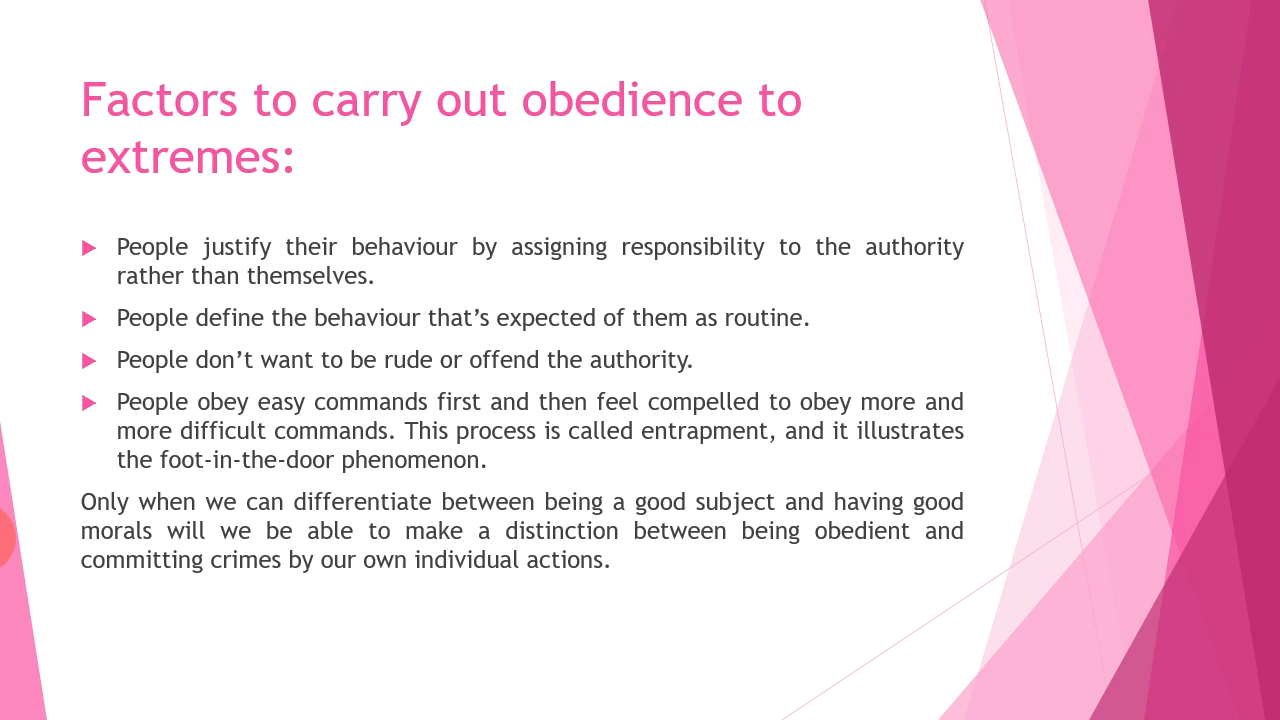 Factors to carry out obedience to
extremes:
People justify their behaviour by assigning responsibility to the authority
rather than themselves.
People define the behaviour that’s expected of them as routine.
People don’t want to be rude or offend the authority.
People obey easy commands first and then feel compelled to obey more and
more difficult commands. This process is called entrapment, and it illustrates
the foot-in-the-door phenomenon.
Only when we can differentiate between being a good subject and having good
morals will we be able to make a distinction between being obedient and
committing crimes by our own individual actions.